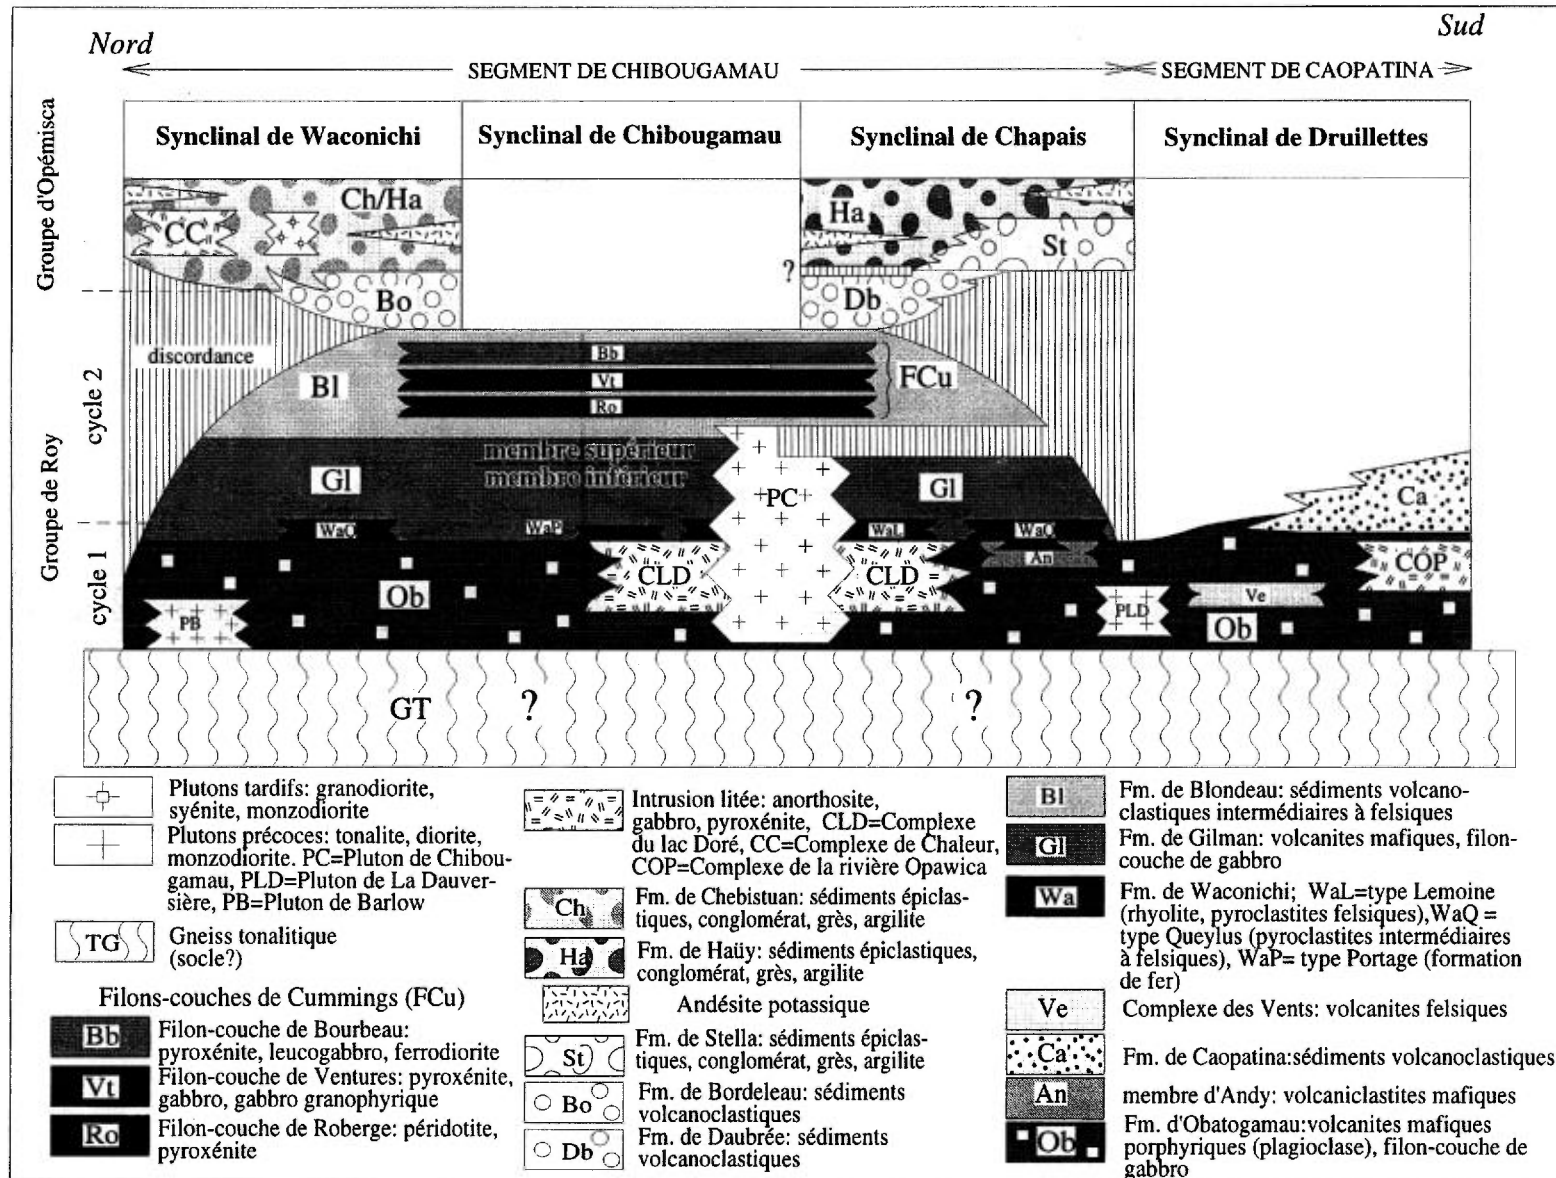 Nord
Sud
SEGMENT DE CHIBOUGAMAU
SEGMENT DE CAOPATINA
Synclinal de Waconichi
Synclinal de Chibougamau
Synclinal de Chapais
Synclinal de Druillettes
Groupe d'Opémisca
Ch/Ha
CC
Bo
Ha
St
?
Db
discordance
Bl
Bb
Vt
Ro
FCu
cycle 2
Groupe de Roy
cycle 1
membre supérieur
membre inférieur
Gl
PC
Gl
Ca
WaQ
WaP
WaL
WaQ
An
CLD
CLD
COP
Ob
PB
PLD
Ve
Ob
GT
?
?
Plutons tardifs: granodiorite,
syénite, monzodiorite
Plutons précoces: tonalite, diorite,
monzodiorite. PC=Pluton de Chibou-
gamau, PLD=Pluton de La Dauver-
sière, PB=Pluton de Barlow
TG
Gneiss tonalitique
(socle?)
Filons-couches de Cummings (FCu)
Bb
Filon-couche de Bourbeau:
pyroxénite, leucogabbro, ferrodiorite
Vt
Filon-couche de Ventures: pyroxénite,
gabbro, gabbro granophyrique
Ro
Filon-couche de Roberge: péridotite,
pyroxénite
Intrusion litée: anorthosite,
gabbro, pyroxénite, CLD=Complexe
du lac Doré, CC=Complexe de Chaleur,
COP=Complexe de la rivière Opawica
Ch
Fm. de Chebistuan: sédiments épiclas-
tiques, conglomérat, grès, argilite
Ha
Fm. de Haüy: sédiments épiclastiques,
conglomérat, grès, argilite
Andésite potassique
St
Fm. de Stella: sédiments épiclas-
tiques, conglomérat, grès, argilite
Bo
Fm. de Bordeleau: sédiments
volcanoclastiques
Db
Fm. de Daubrée: sédiments
volcanoclastiques
Bl
Fm. de Blondeau: sédiments volcano-
clastiques intermédiaires à felsiques
Gl
Fm. de Gilman: volcanites mafiques, filon-
couche de gabbro
Wa
Fm. de Waconichi; WaL=type Lemoine
(rhyolite, pyroclastites felsiques),WaQ =
type Queylus (pyroclastites intermédiaires
à felsiques), WaP= type Portage (formation
de fer)
Ve
Complexe des Vents: volcanites felsiques
Ca
Fm. de Caopatina:sédiments volcanoclastiques
An
membre d'Andy: volcaniclastites mafiques
Ob
Fm. d'Obatogamau:volcanites mafiques
porphyriques (plagioclase), filon-couche de
gabbro